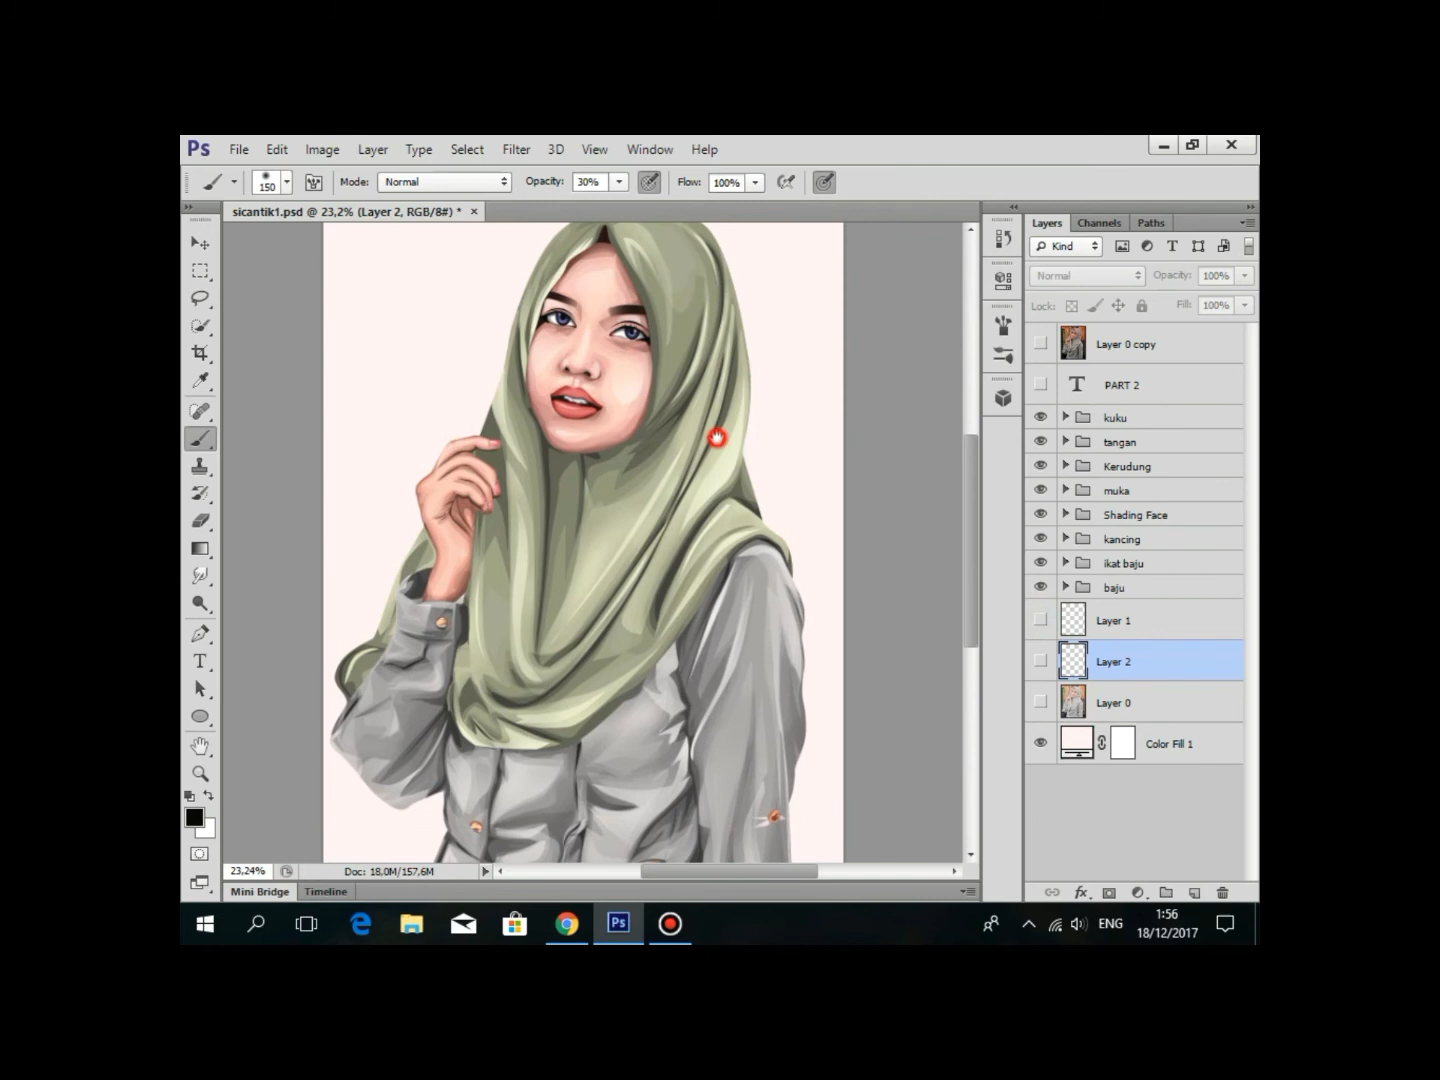 Ps File Edit Image Layer Type Select Filter 3D View Window Help
150 Mode: Normal Opacity: 30% Flow: 100%
sicantik1.psd @ 23,2% (Layer 2, RGB/8#) * ×
Layers Channels Paths
Kind T
Normal Opacity: 100%
Lock: Fill: 100%
Layer 0 copy
T PART 2
kuku
tangan
Kerudung
muka
Shading Face
kancing
ikat baju
baju
Layer 1
Layer 2
Layer 0
Color Fill 1
T
23,24% Doc: 18,0M/157,6M
fx
Mini Bridge Timeline
Ps ENG 1:56
18/12/2017